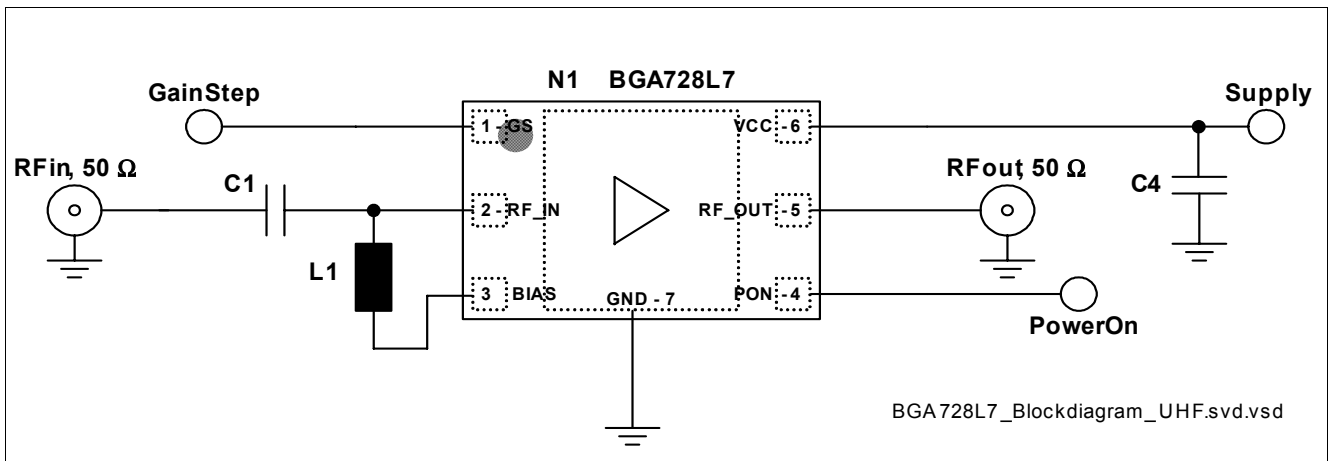 N1 BGA728L7
GainStep
Supply
1 - GS
VCC - 6
RFin, 50 Ω
C1
RFout, 50 Ω
C4
2 - RF_IN
RF_OUT - 5
L1
3 BIAS
GND - 7
PON - 4
PowerOn
BGA728L7_Blockdiagram_UHF.svd.vsd